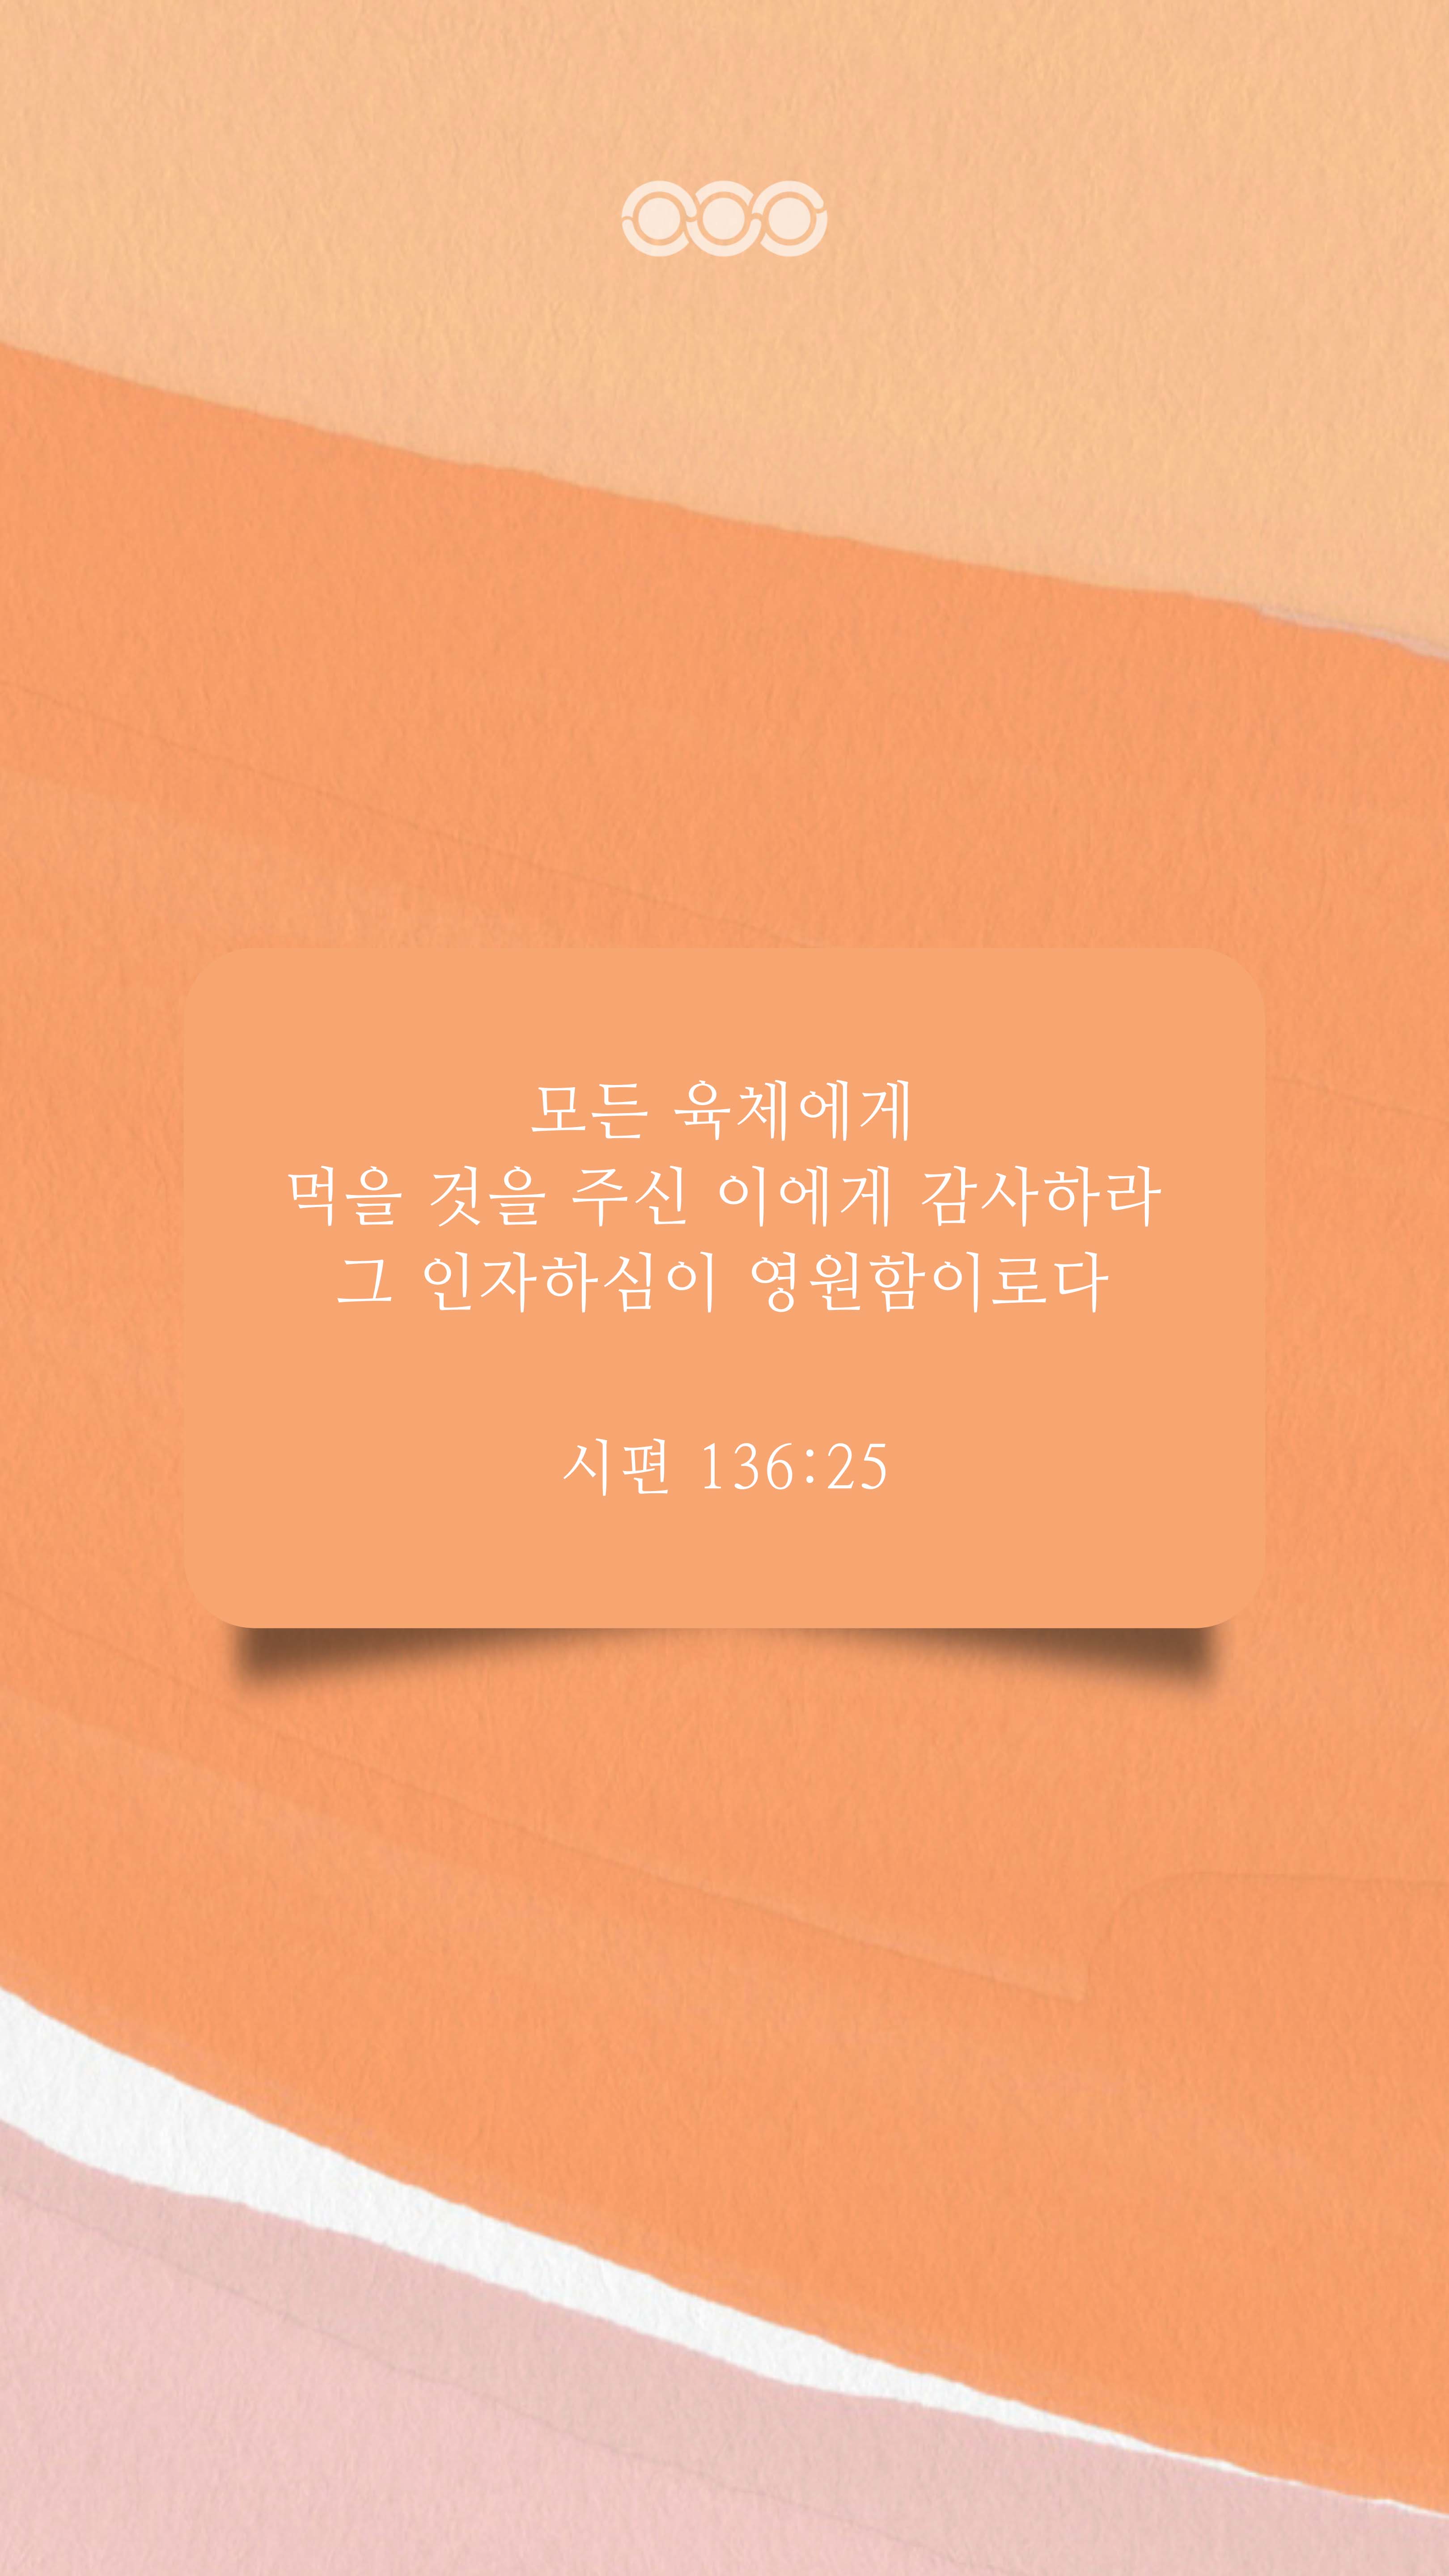 모든 육체에게
먹을 것을 주신 이에게 감사하라
그 인자하심이 영원함이로다
시편 136:25